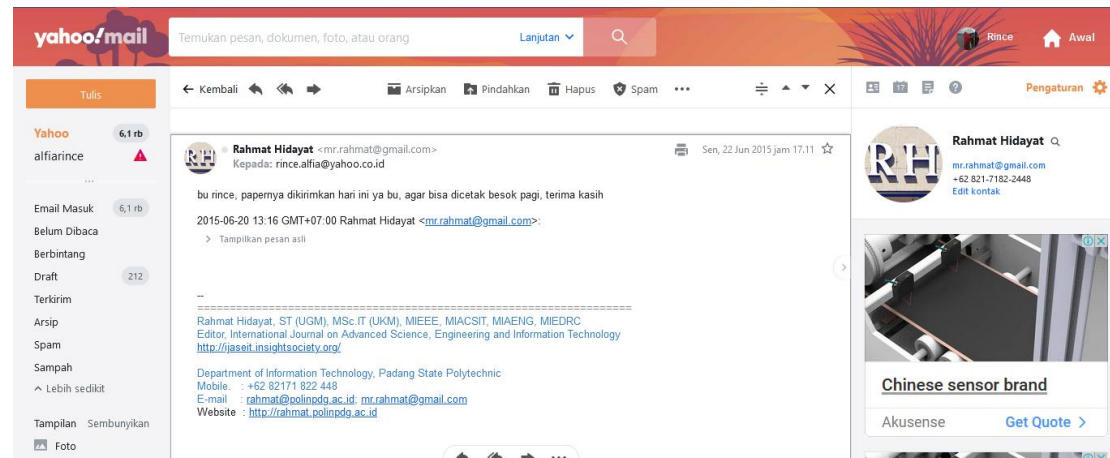 yahoo!mail
Temukan pesan, dokumen, foto, atau orang
Lanjutan
Rince
Awal
Tulis
Kembali
Arsipkan
Pindahkan
Hapus
Spam
Pengaturan
Yahoo 6,1 rb
alfiarince
Email Masuk 6,1 rb
Belum Dibaca
Berbintang
Draft 212
Terkirim
Arsip
Spam
Sampah
Lebih sedikit
Tampilan Sembunyikan
Foto
RH
Rahmat Hidayat <mr.rahmat@gmail.com>
Sen, 22 Jun 2015 jam 17.11
Kepada: rince.alfia@yahoo.co.id
bu rince, papernya dikirimkan hari ini ya bu, agar bisa dicetak besok pagi, terima kasih
2015-06-20 13:16 GMT+07:00 Rahmat Hidayat <mr.rahmat@gmail.com>:
> Tampilkan pesan asli
--
====================================================================
Rahmat Hidayat, ST (UGM), MSc.IT (UKM), MIEEE, MIACSIT, MIAENG, MIEDRC
Editor, International Journal on Advanced Science, Engineering and Information Technology
http://ijaseit.insightsociety.org/
Department of Information Technology, Padang State Polytechnic
Mobile. : +62 82171 822 448
E-mail : rahmat@polinpdg.ac.id; mr.rahmat@gmail.com
Website : http://rahmat.polinpdg.ac.id
17
RH
Rahmat Hidayat
mr.rahmat@gmail.com
+62 821-7182-2448
Edit kontak
Chinese sensor brand
Akusense
Get Quote >